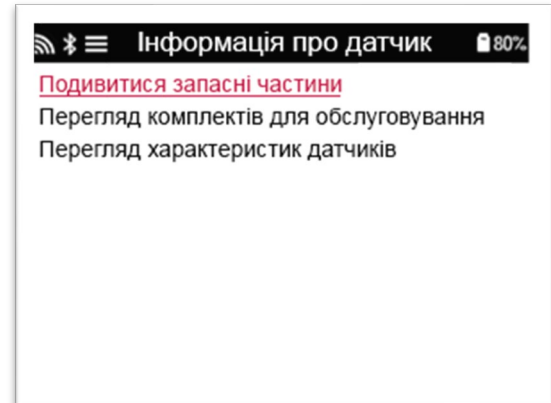 Інформація про датчик 80%
Подивитися запасні частини
Перегляд комплектів для обслуговування
Перегляд характеристик датчиків